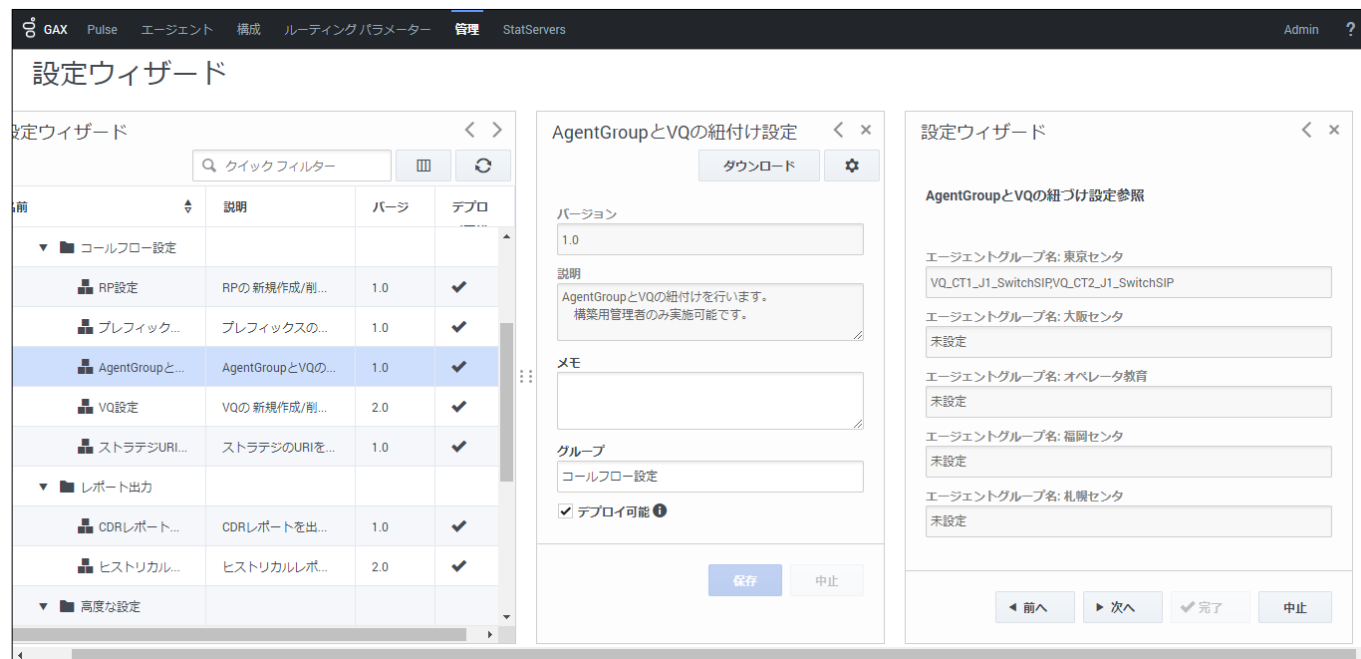 GAX Pulse エージェント 構成 ルーティング パラメーター 管理 StatServers Admin ?
設定ウィザード
設定ウィザード
クイック フィルター
名前 説明 バージ デプロ
コールフロー設定
RP設定 RPの 新規作成/削... 1.0
プレフィック... プレフィックスの... 1.0
AgentGroupと... AgentGroupとVQの... 1.0
VQ設定 VQの 新規作成/削... 2.0
ストラテジURI... ストラテジのURIを... 1.0
レポート出力
CDRレポート... CDRレポートを出... 1.0
ヒストリカル... ヒストリカルレポ... 2.0
高度な設定
AgentGroupとVQの紐付け設定
ダウンロード
バージョン
1.0
説明
AgentGroupとVQの紐付けを行います。
構築用管理者のみ実施可能です。
メモ
グループ
コールフロー設定
デプロイ可能
保存 中止
設定ウィザード
AgentGroupとVQの紐づけ設定参照
エージェントグループ名: 東京センタ
VQ_CT1_J1_SwitchSIP,VQ_CT2_J1_SwitchSIP
エージェントグループ名: 大阪センタ
未設定
エージェントグループ名: オペレータ教育
未設定
エージェントグループ名: 福岡センタ
未設定
エージェントグループ名: 札幌センタ
未設定
前へ 次へ 完了 中止